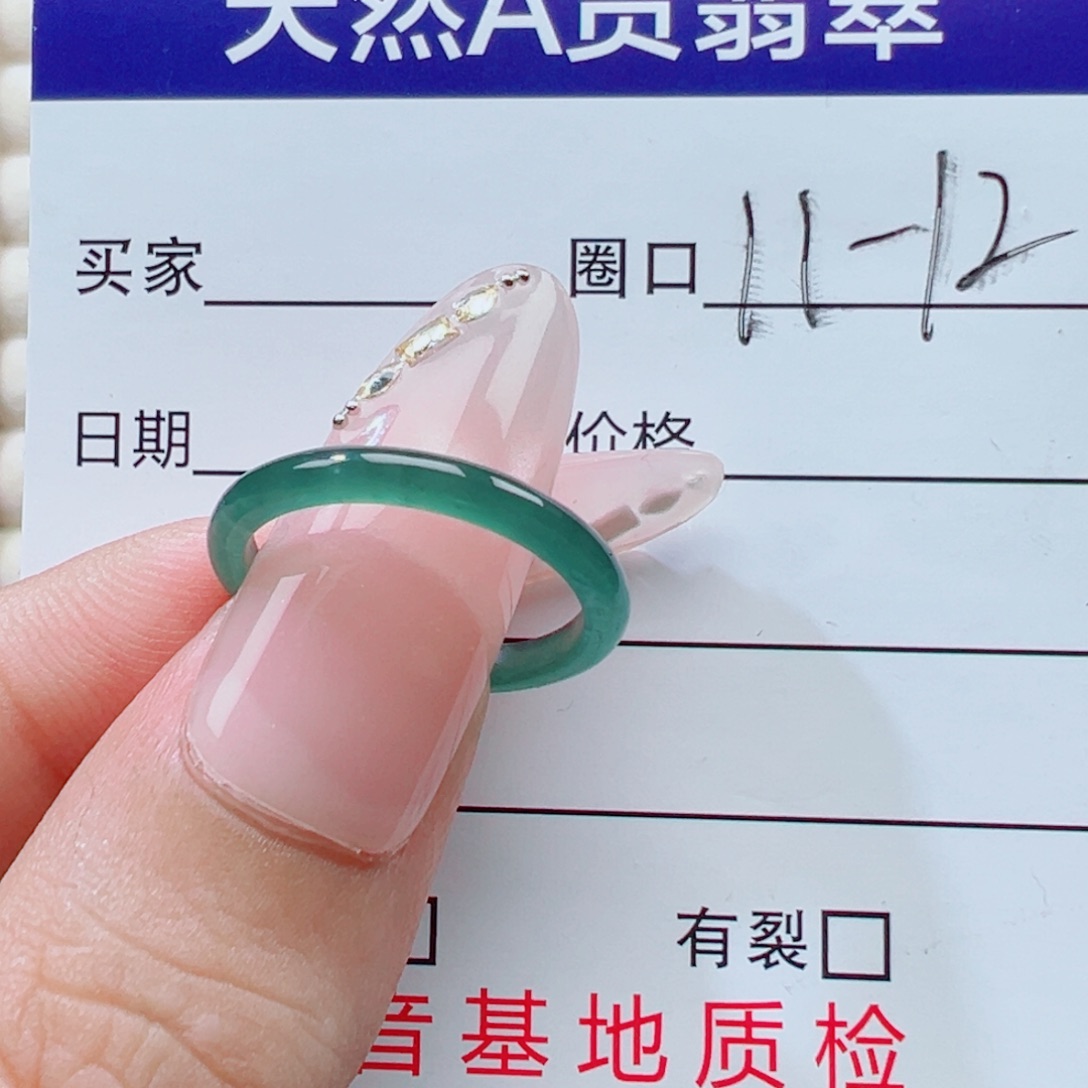 天然A货翡翠
买家 圈口 11-12
日期 价格
有裂
音基地质检